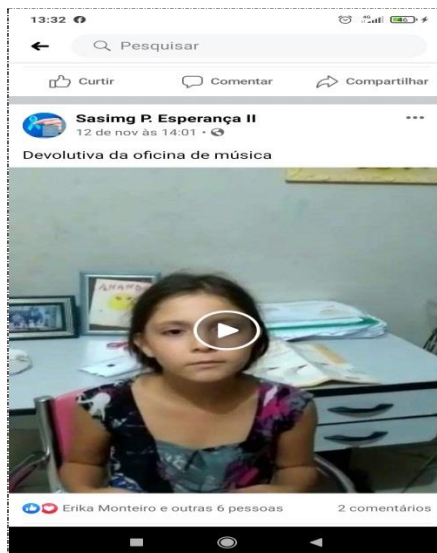 13:32
Pesquisar
Curtir Comentar Compartilhar
Sasimg P. Esperança II
12 de nov às 14:01 •
Devolutiva da oficina de música
Erika Monteiro e outras 6 pessoas 2 comentários